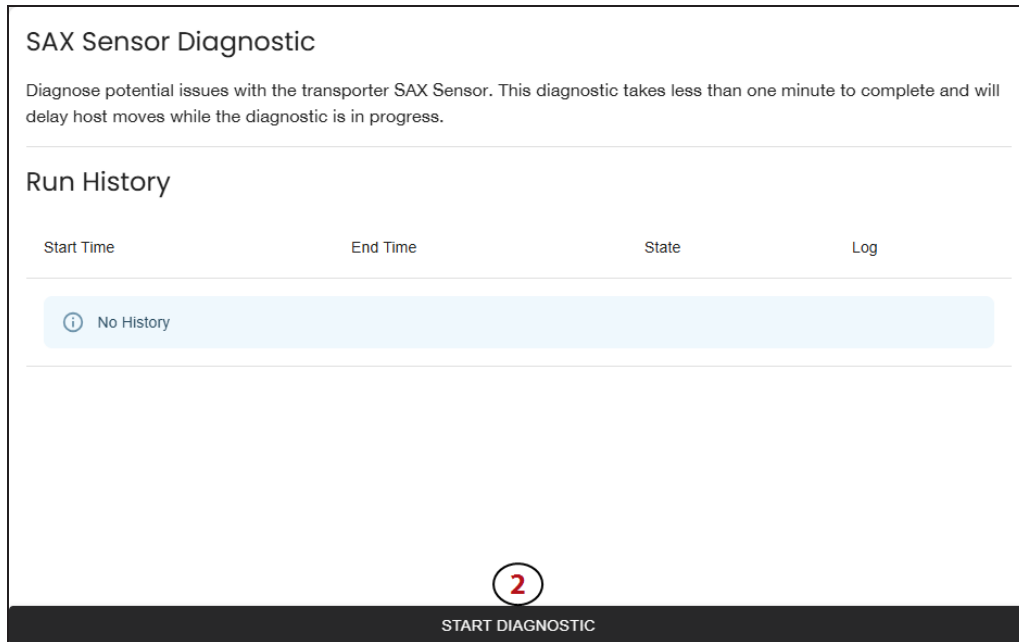 SAX Sensor Diagnostic
Diagnose potential issues with the transporter SAX Sensor. This diagnostic takes less than one minute to complete and will
delay host moves while the diagnostic is in progress.
Run History
Start Time End Time State Log
No History
2
START DIAGNOSTIC